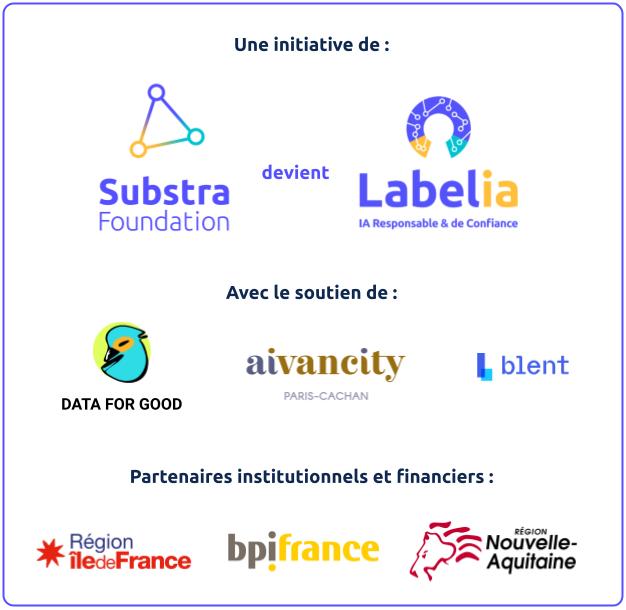 Une initiative de :
Substra
Foundation
devient
Labelia
IA Responsable & de Confiance
Avec le soutien de :
DATA FOR GOOD
aivancity
PARIS-CACHAN
blent
Partenaires institutionnels et financiers :
Région
îledeFrance
bpifrance
RÉGION
Nouvelle-
Aquitaine